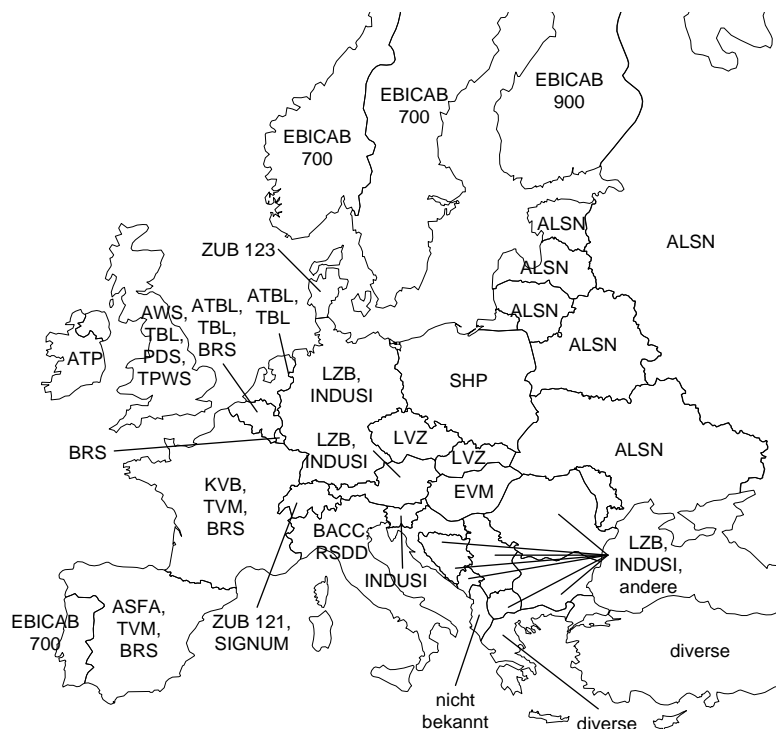 EBICAB
900
EBICAB
700
EBICAB
700
ALSN
ALSN
ZUB 123
ALSN
ALSN
ATBL,
TBL
ATBL,
TBL,
BRS
AWS,
TBL,
PDS,
TPWS
ATP
ALSN
LZB,
INDUSI
SHP
LVZ
LZB,
INDUSI
ALSN
BRS
LVZ
EVM
KVB,
TVM,
BRS
BACC
RSDD
INDUSI
LZB,
INDUSI,
andere
ASFA,
TVM,
BRS
EBICAB
700
ZUB 121,
SIGNUM
diverse
nicht
bekannt
diverse